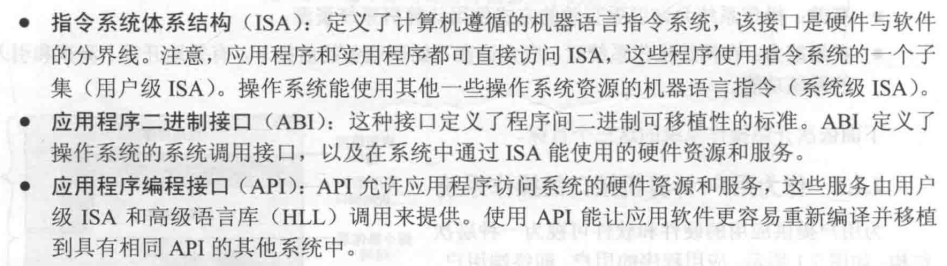 ● 指令系统体系结构（ISA）：定义了计算机遵循的机器语言指令系统，该接口是硬件与软件
的分界线。注意，应用程序和实用程序都可直接访问 ISA，这些程序使用指令系统的一个子
集（用户级 ISA）。操作系统能使用其他一些操作系统资源的机器语言指令（系统级 ISA）。
● 应用程序二进制接口（ABI）：这种接口定义了程序间二进制可移植性的标准。ABI 定义了
操作系统的系统调用接口，以及在系统中通过 ISA 能使用的硬件资源和服务。
● 应用程序编程接口（API）：API 允许应用程序访问系统的硬件资源和服务，这些服务由用户
级 ISA 和高级语言库（HLL）调用来提供。使用 API 能让应用软件更容易重新编译并移植
到具有相同 API 的其他系统中。